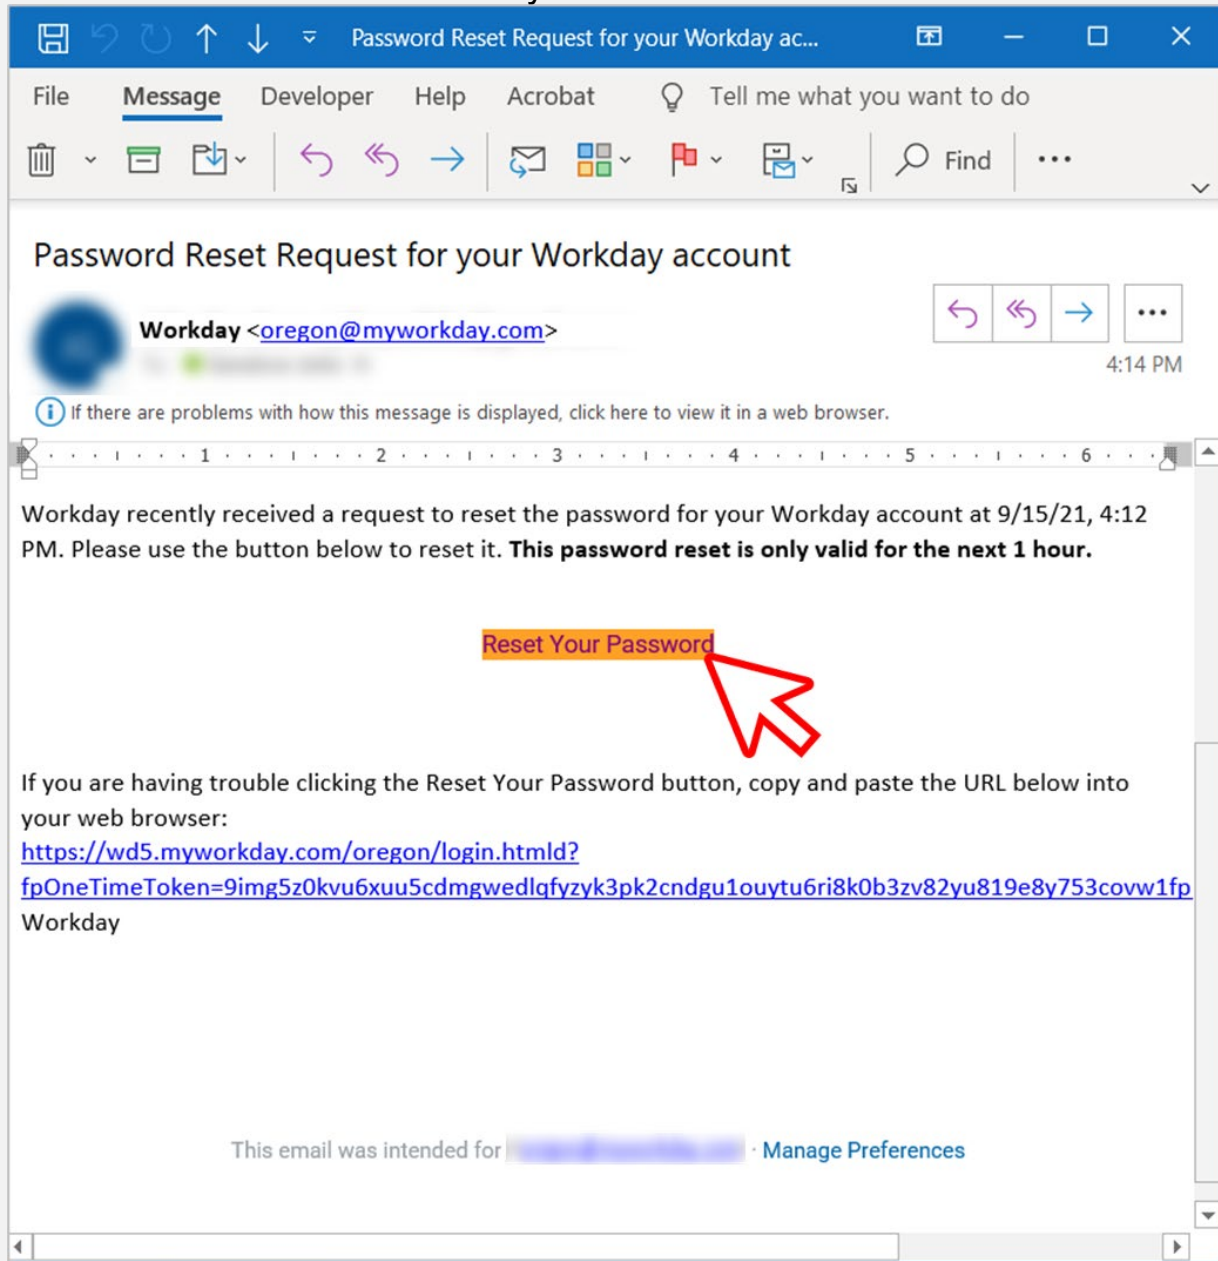 Password Reset Request for your Workday ac...
File Message Developer Help Acrobat Tell me what you want to do
Find
Password Reset Request for your Workday account
Workday <oregon@myworkday.com>
4:14 PM
If there are problems with how this message is displayed, click here to view it in a web browser.
1 2 3 4 5 6
Workday recently received a request to reset the password for your Workday account at 9/15/21, 4:12
PM. Please use the button below to reset it. This password reset is only valid for the next 1 hour.
Reset Your Password
If you are having trouble clicking the Reset Your Password button, copy and paste the URL below into
your web browser:
https://wd5.myworkday.com/oregon/login.htmld?
fpOneTimeToken=9img5z0kvu6xuu5cdmgwedlqfyzyk3pk2cndgu1ouytu6ri8k0b3zv82yu819e8y753covw1fp
Workday
This email was intended for · Manage Preferences